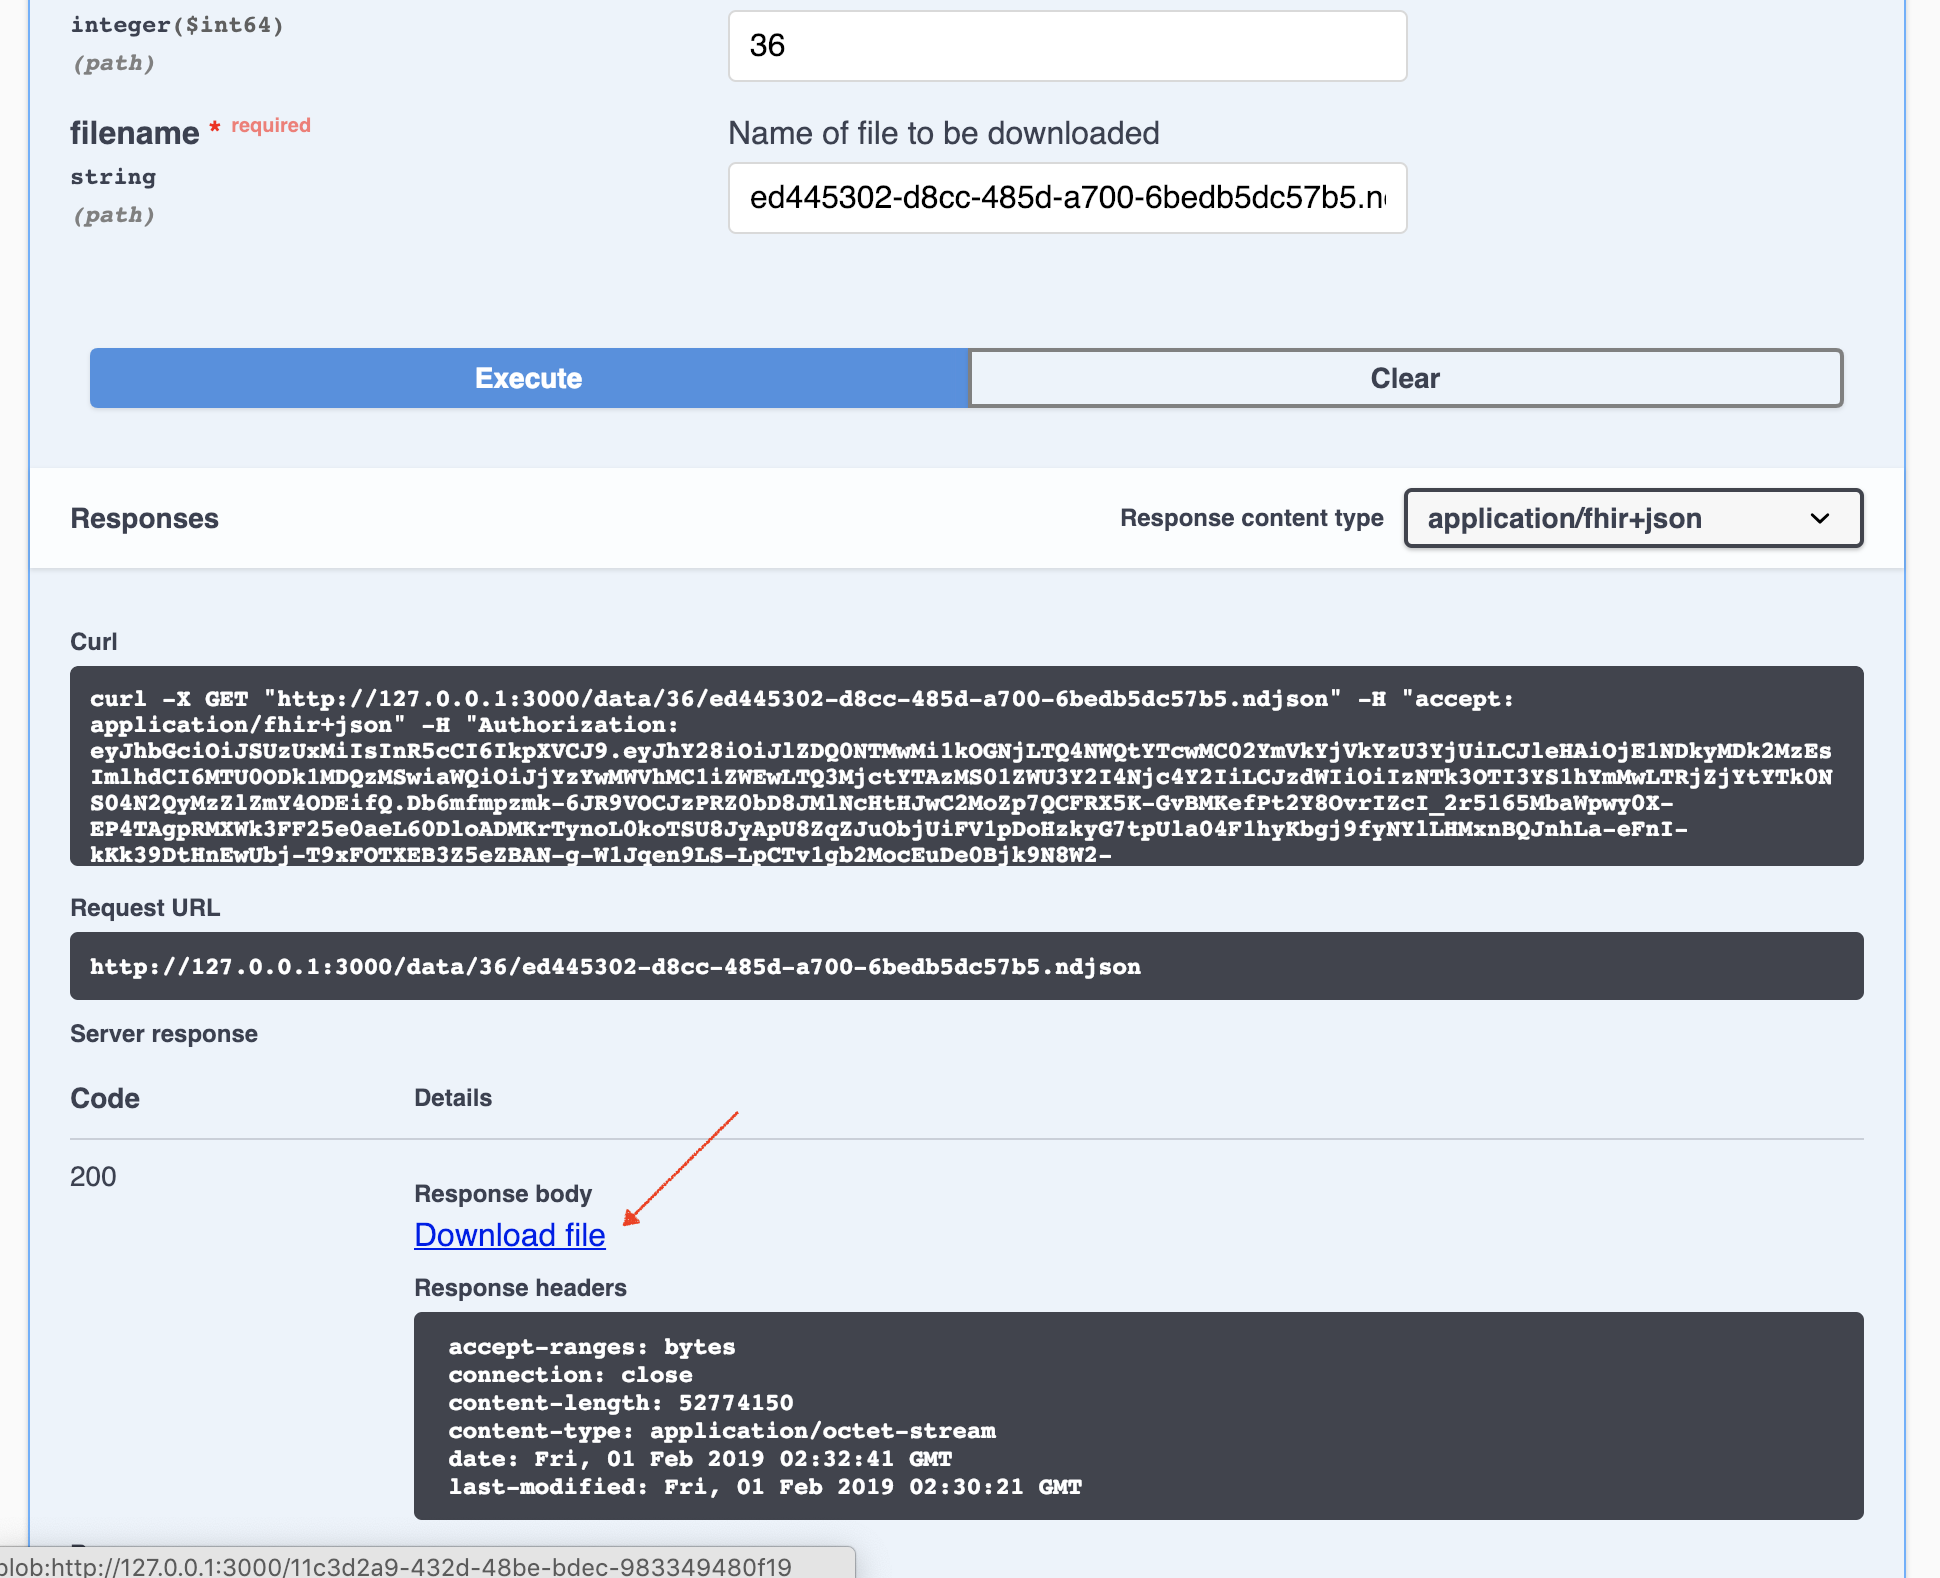 integer($int64)
36
(path)
filename * required
Name of file to be downloaded
string
ed445302-d8cc-485d-a700-6bedb5dc57b5.n
(path)
Execute
Clear
Responses
Response content type
application/fhir+json
Curl
curl -X GET "http://127.0.0.1:3000/data/36/ed445302-d8cc-485d-a700-6bedb5dc57b5.ndjson" -H "accept:
application/fhir+json" -H "Authorization:
eyJhbGciOiJSUzUxMiIsInR5cCI6IkpXVCJ9.eyJhY28iOiJlZDQ0NTMwMi1kOGNjLTQ4NWQtYTcwMC02YmVkYjVkYzU3YjUiLCJleHAiOjE1NDkyMDk2MzEs
ImlhdCI6MTU0ODk1MDQzMSwiaWQiOiJjYzYwMWVhMC1iZWEwLTQ3MjctYTAzMS01ZWU3Y2I4Njc4Y2IiLCJzdWIiOiIzNTk3OTI3YS1hYmMwLTRjZjYtYTk0N
S04N2QyMzZlZmY4ODEifQ.Db6mfmpzmk-6JR9VOCJzPRZ0bD8JMlNcHtHJwC2MoZp7QCFRX5K-GvBMKefPt2Y8OvrIZcI_2r5165MbaWpwy0X-
EP4TAgpRMXWk3FF25e0aeL60DloADMKrTynoL0koTSU8JyApU8ZqZJuObjUiFV1pDoHzkyG7tpUla04F1hyKbgj9fyNYlLHMxnBQJnhLa-eFnI-
kKk39DtHnEwUbj-T9xFOTXEB3Z5eZBAN-g-W1Jqen9LS-LpCTv1gb2MocEuDe0Bjk9N8W2-
Request URL
http://127.0.0.1:3000/data/36/ed445302-d8cc-485d-a700-6bedb5dc57b5.ndjson
Server response
Code
Details
200
Response body
Download file
Response headers
accept-ranges: bytes
connection: close
content-length: 52774150
content-type: application/octet-stream
date: Fri, 01 Feb 2019 02:32:41 GMT
last-modified: Fri, 01 Feb 2019 02:30:21 GMT
blob:http://127.0.0.1:3000/11c3d2a9-432d-48be-bdec-983349480f19